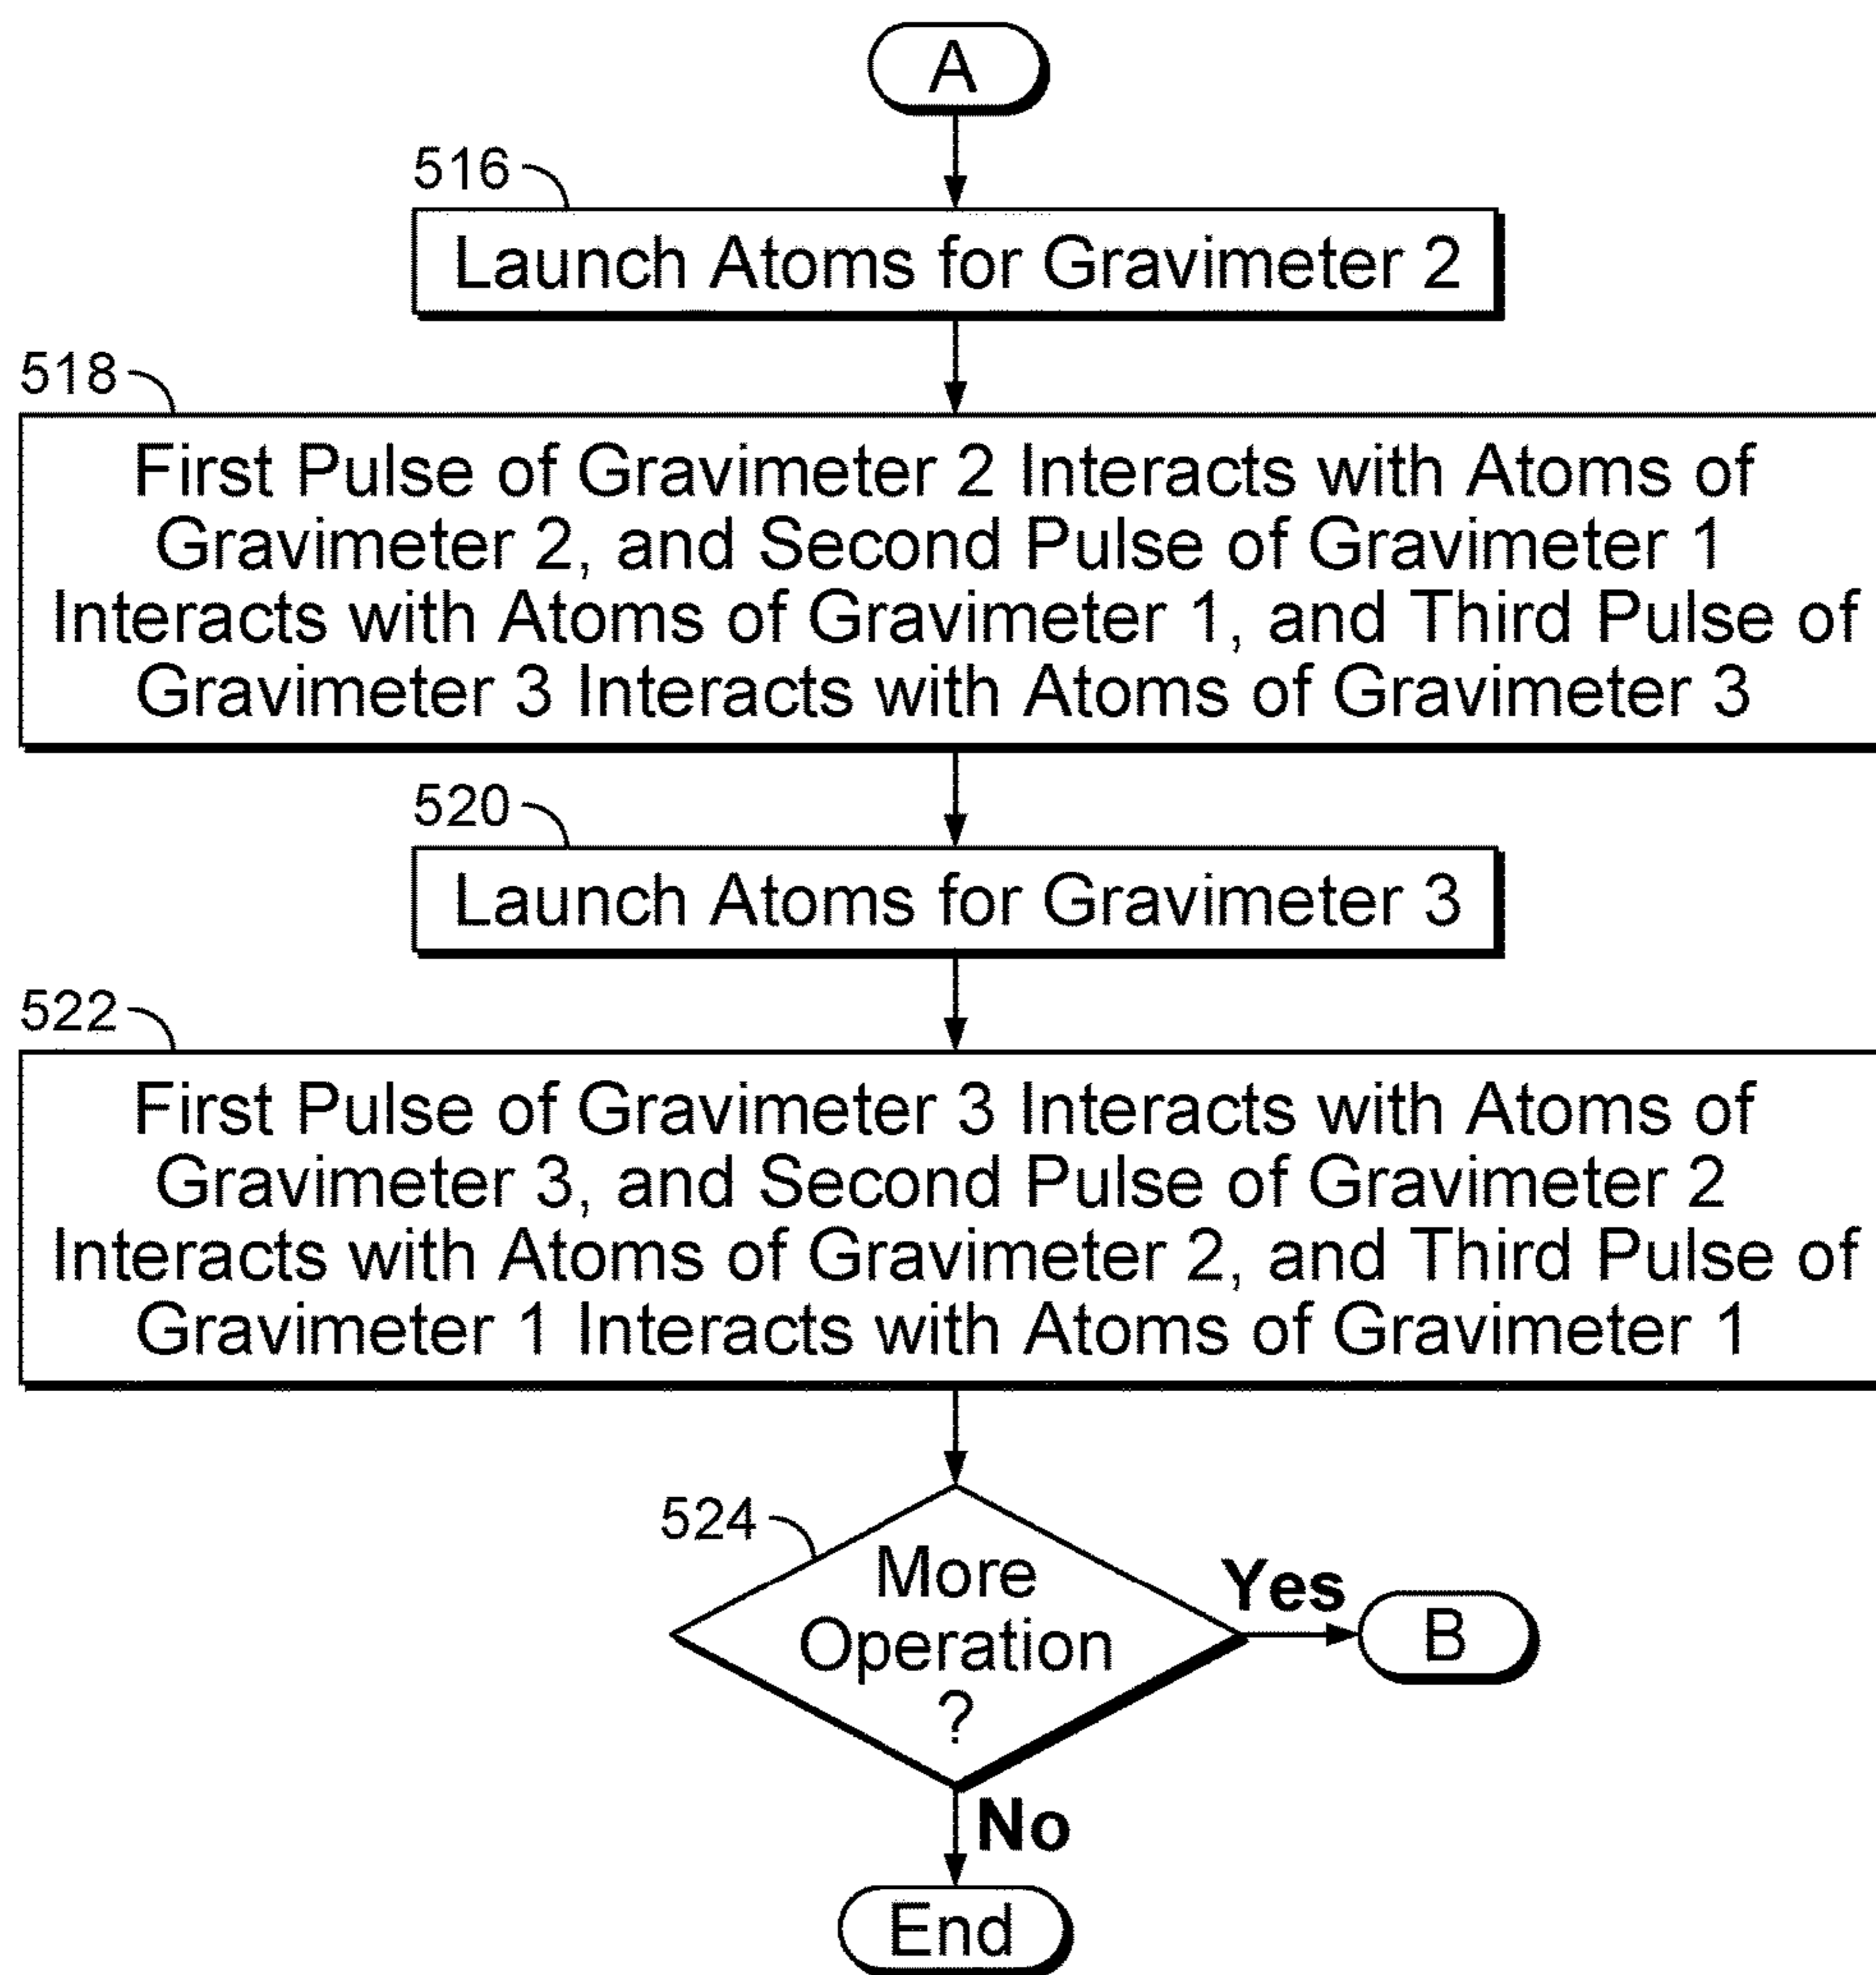 A
516
Launch Atoms for Gravimeter 2
518
First Pulse of Gravimeter 2 Interacts with Atoms of
Gravimeter 2, and Second Pulse of Gravimeter 1
Interacts with Atoms of Gravimeter 1, and Third Pulse of
Gravimeter 3 Interacts with Atoms of Gravimeter 3
520
Launch Atoms for Gravimeter 3
522
First Pulse of Gravimeter 3 Interacts with Atoms of
Gravimeter 3, and Second Pulse of Gravimeter 2
Interacts with Atoms of Gravimeter 2, and Third Pulse of
Gravimeter 1 Interacts with Atoms of Gravimeter 1
524
More
Operation
?
Yes
B
No
End